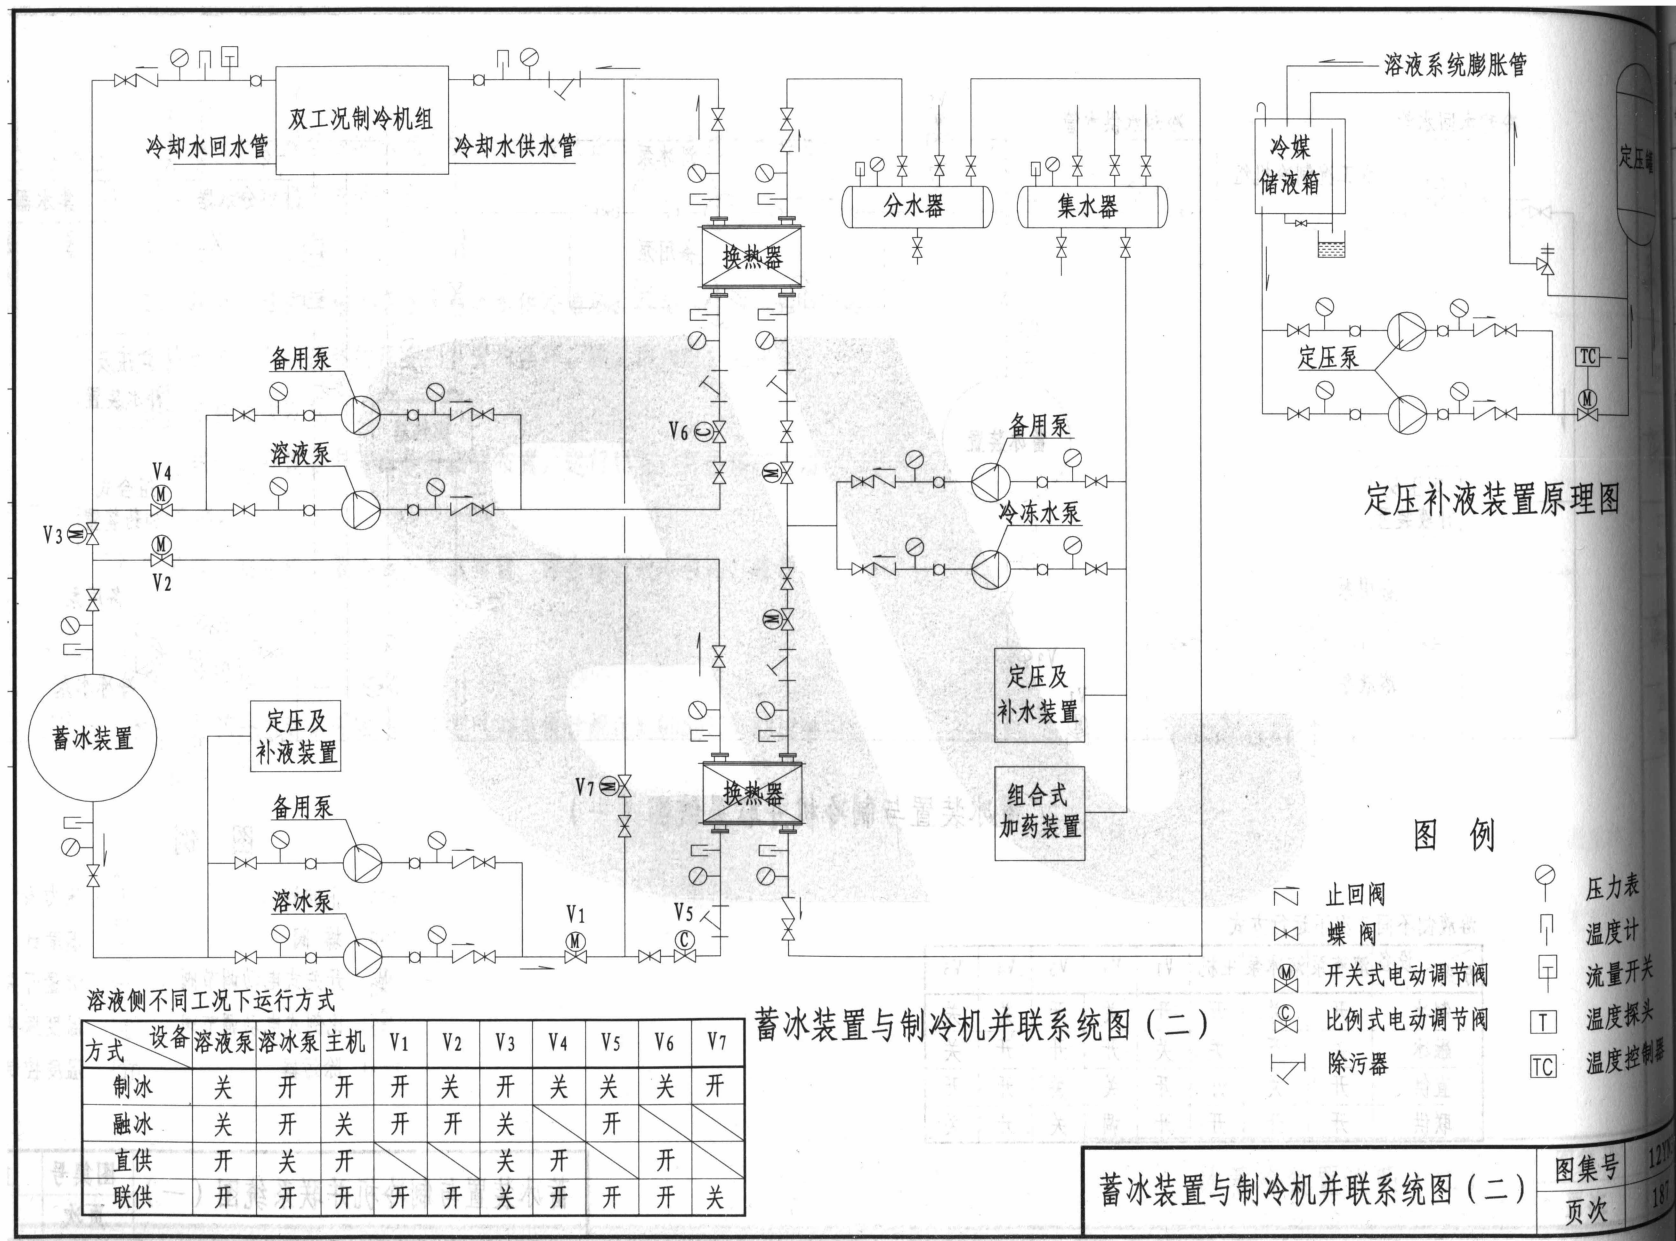 溶液系统膨胀管
双工况制冷机组
冷却水回水管
冷却水供水管
冷媒
储液箱
定压罐
分水器
集水器
换热器
备用泵
定压泵
TC
M
V6 C
备用泵
溶液泵
V4
M
M
备用泵
冷冻水泵
定压补液装置原理图
V3 M
M
V2
M
定压及
补水装置
蓄冰装置
定压及
补液装置
V7 M
换热器
组合式
加药装置
备用泵
溶冰泵
V1
M
V5
C
图 例
止回阀
压力表
蝶 阀
温度计
M 开关式电动调节阀
流量开关
C 比例式电动调节阀
T 温度探头
除污器
TC 温度控制器
溶液侧不同工况下运行方式
蓄冰装置与制冷机并联系统图(二)
方式 设备 溶液泵 溶冰泵 主机 V1 V2 V3 V4 V5 V6 V7
制冰 关 开 开 开 关 开 关 关 关 开
融冰 关 开 关 开 开 关 开
直供 开 关 开 关 开 开
联供 开 开 开 开 开 关 开 开 开 关
蓄冰装置与制冷机并联系统图(二)
图集号
页次